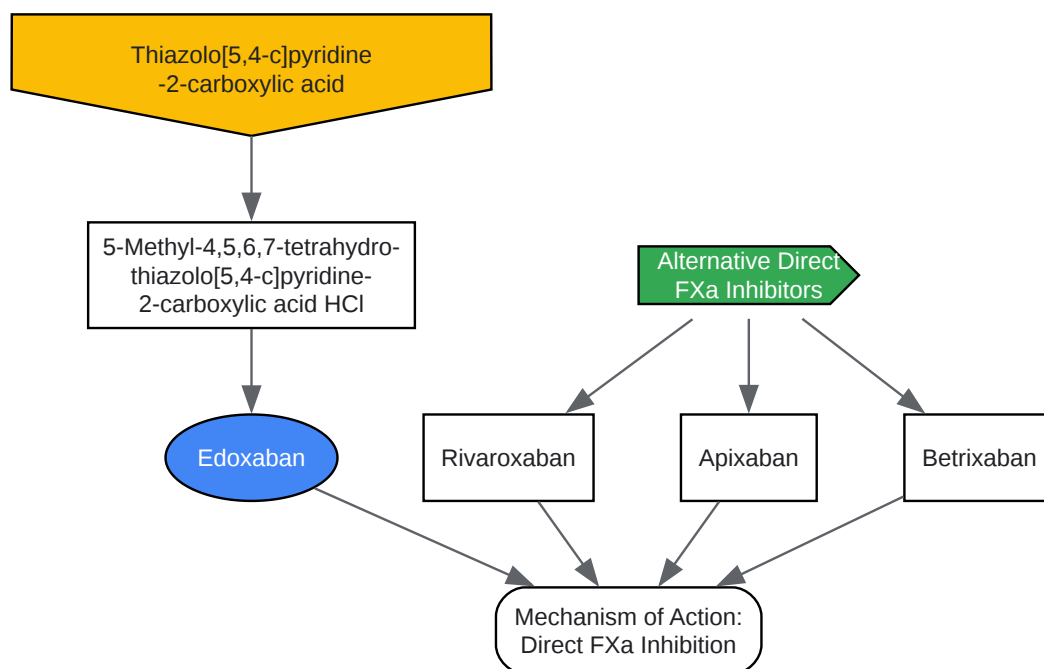 Thiazolo[5,4-c]pyridine
-2-carboxylic acid
5-Methyl-4,5,6,7-tetrahydro-
thiazolo[5,4-c]pyridine-
2-carboxylic acid HCl
Alternative Direct
FXa Inhibitors
Edoxaban
Rivaroxaban
Apixaban
Betrixaban
Mechanism of Action:
Direct FXa Inhibition